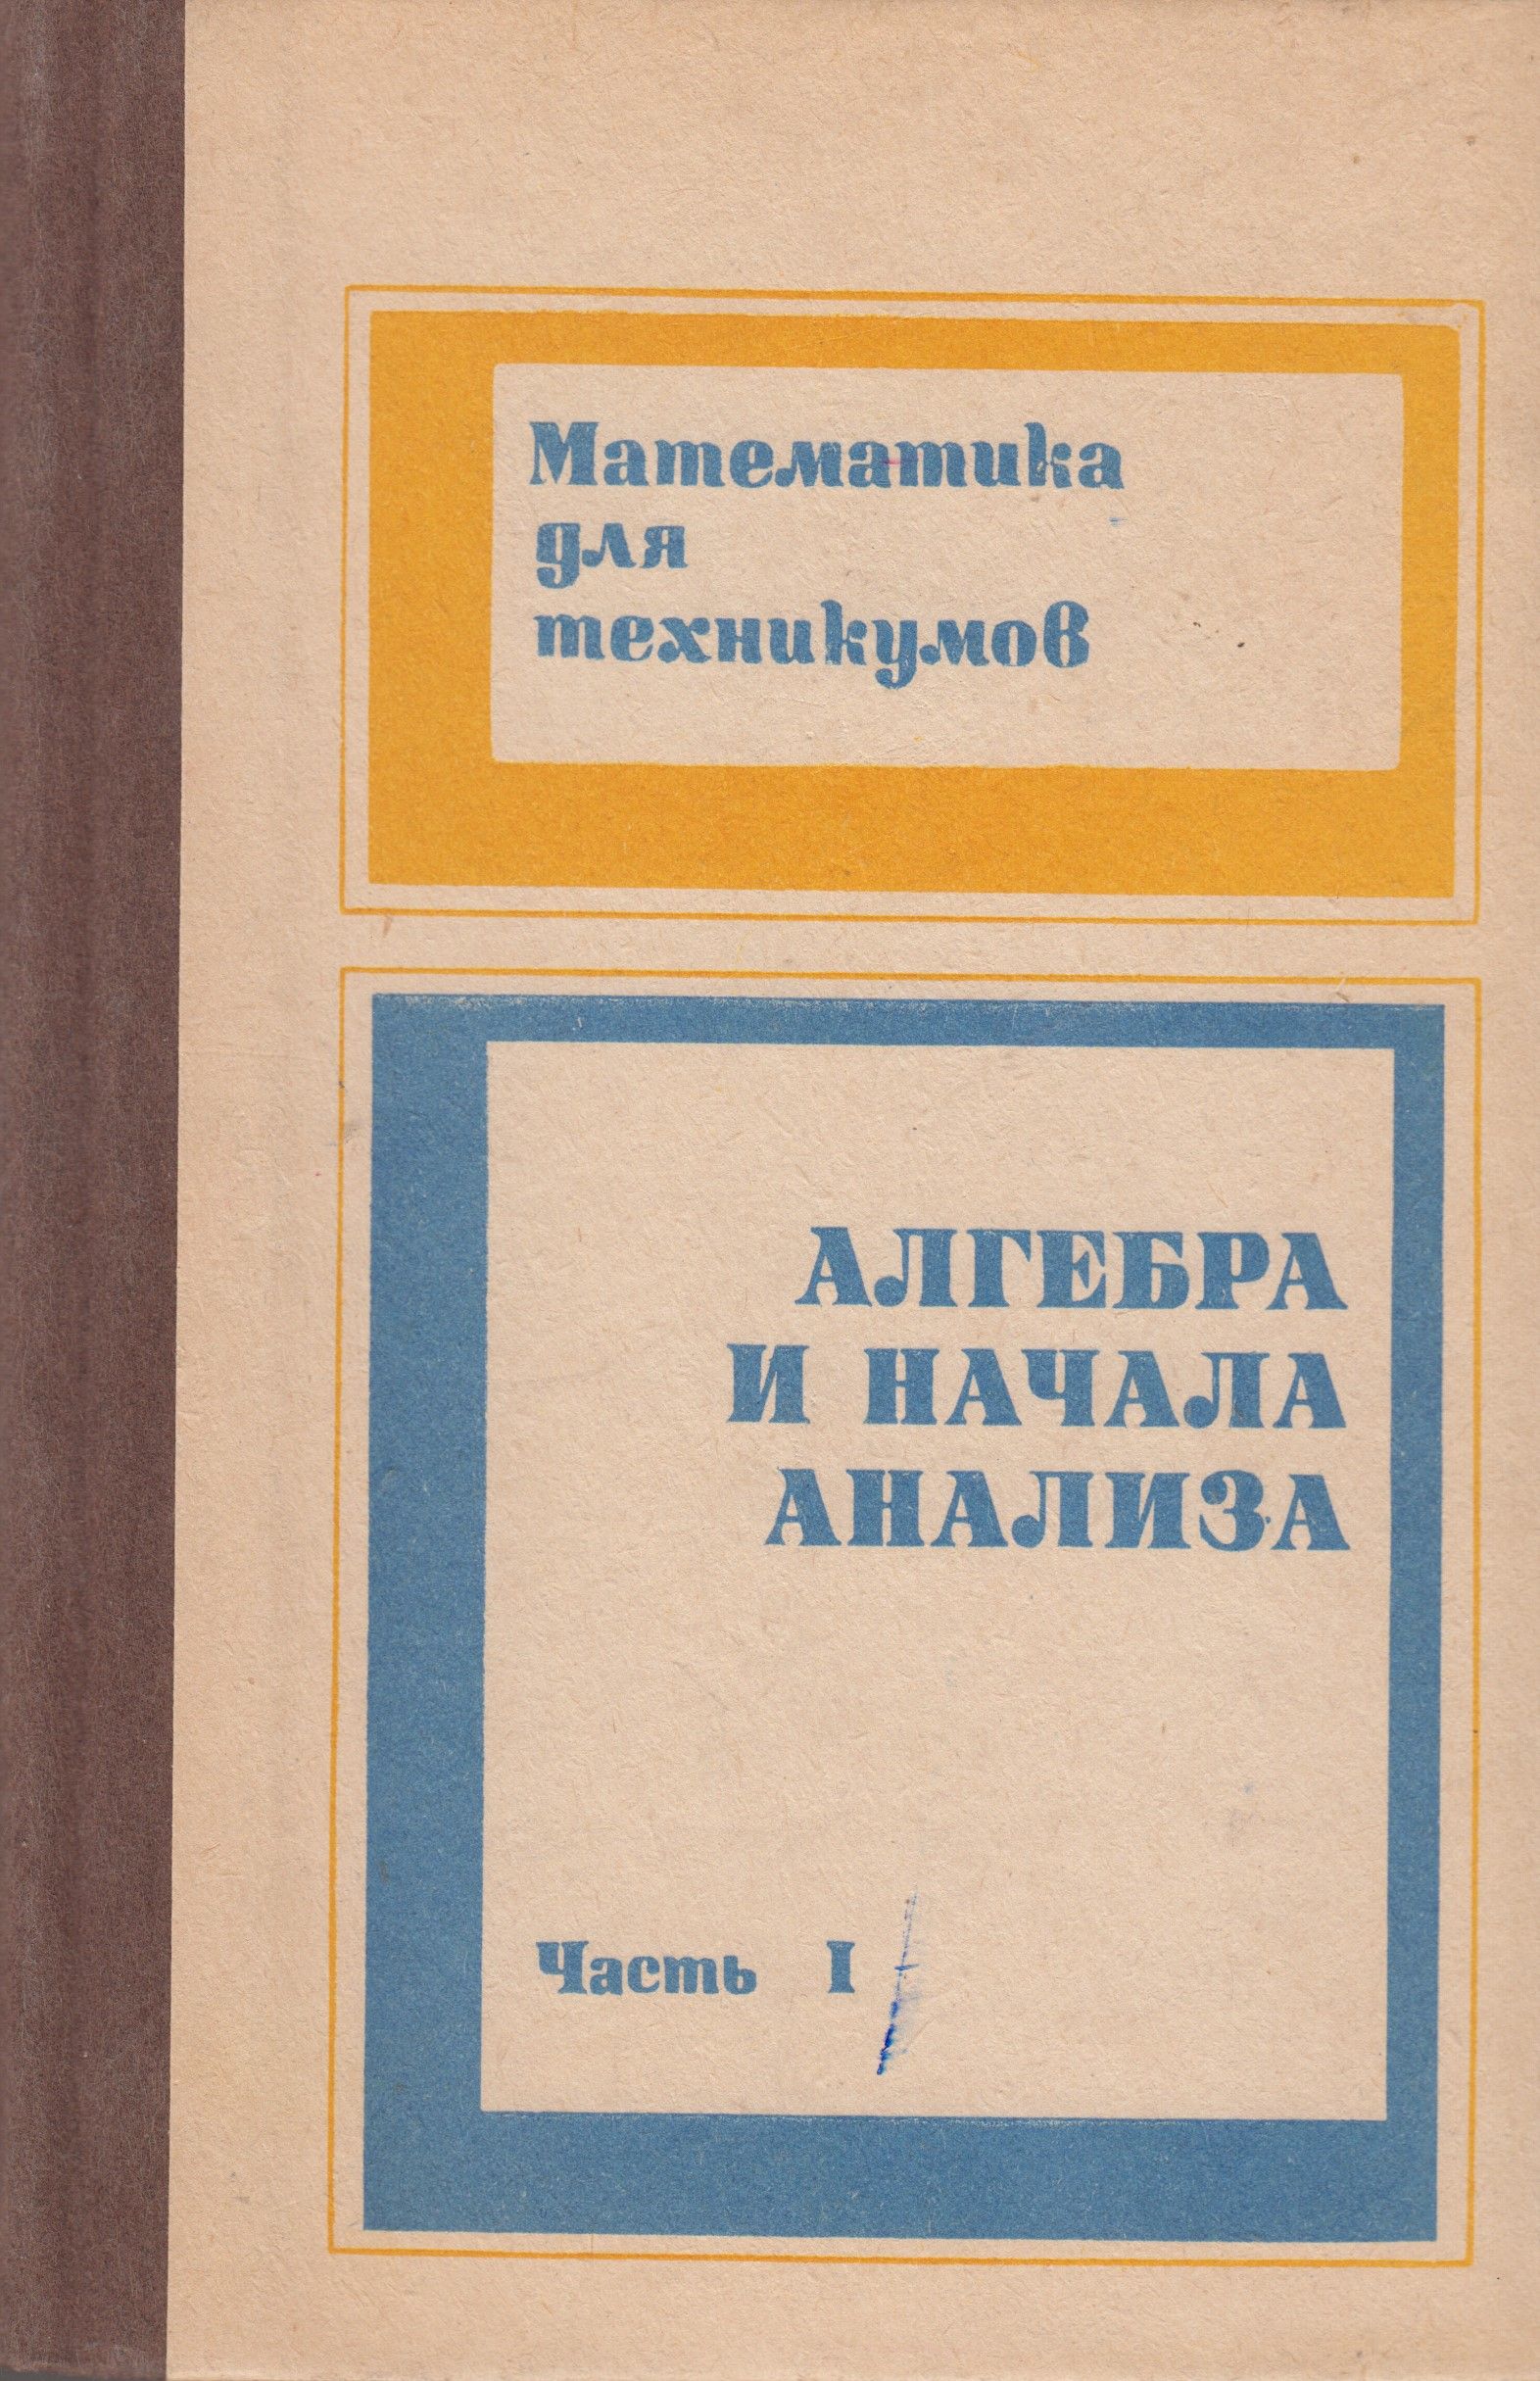 Математика
для
техникумов
АЛГЕБРА
И НАЧАЛА
АНАЛИЗА
Часть I